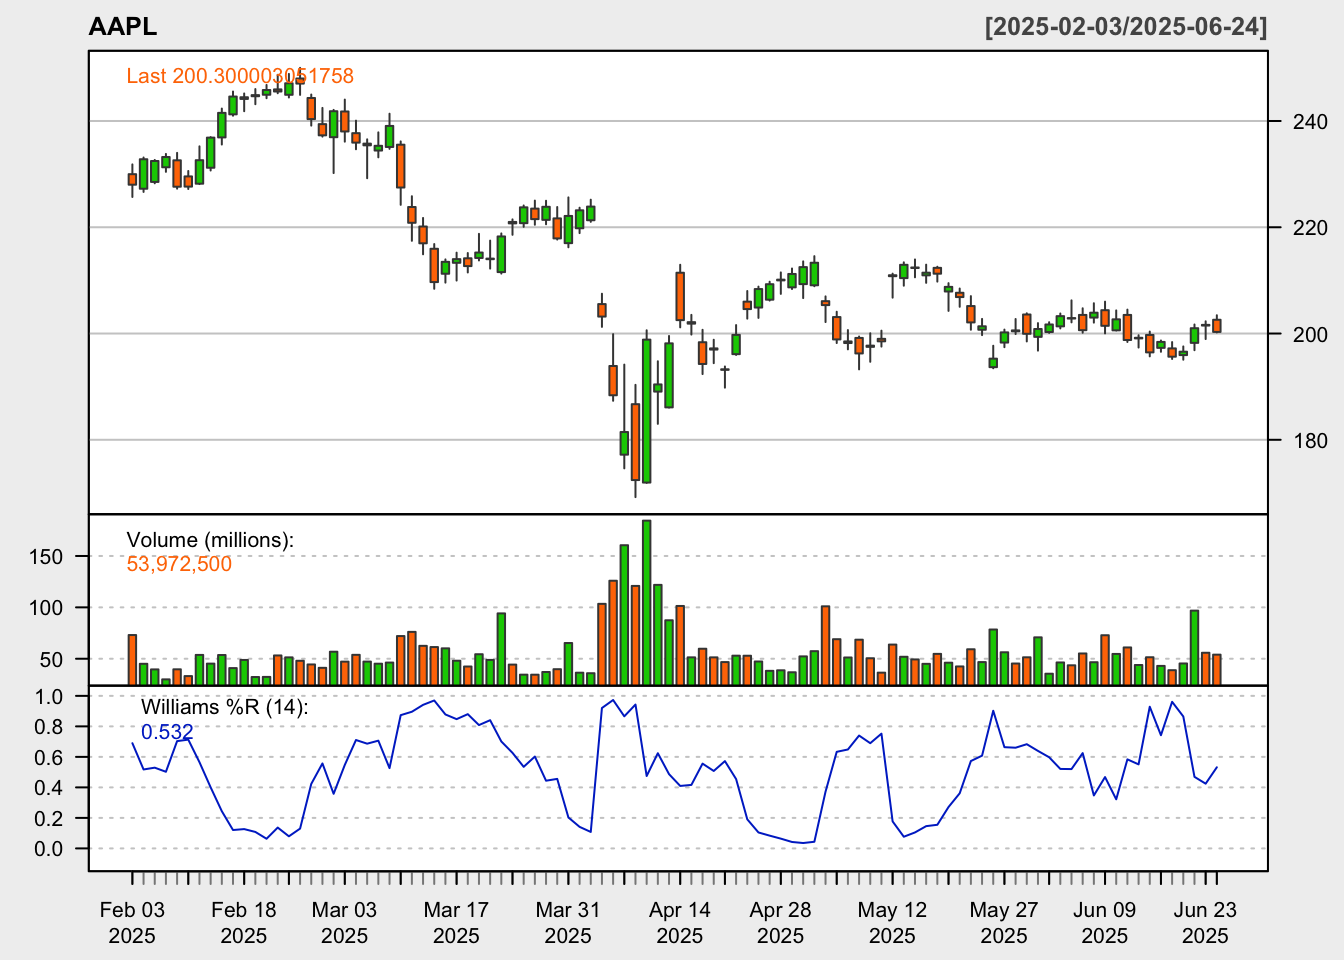 AAPL [2025-02-03/2025-06-24]
Last 200.300003051758
240
220
200
180
Volume (millions):
53,972,500
150
100
50
Williams %R (14):
0.532
1.0
0.8
0.6
0.4
0.2
0.0
Feb 03 Feb 18 Mar 03 Mar 17 Mar 31 Apr 14 Apr 28 May 12 May 27 Jun 09 Jun 23
2025 2025 2025 2025 2025 2025 2025 2025 2025 2025 2025